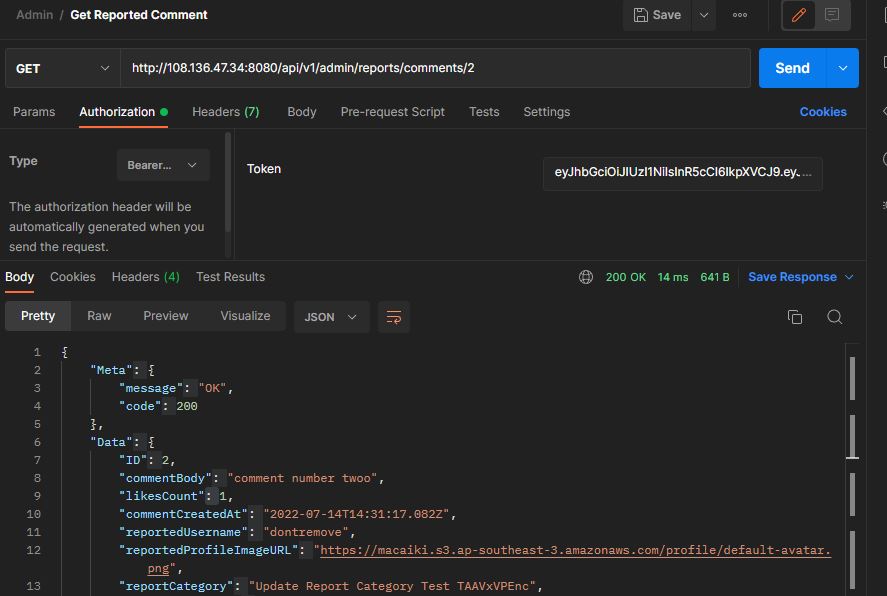 Admin / Get Reported Comment
Save
GET http://108.136.47.34:8080/api/v1/admin/reports/comments/2 Send
Params Authorization Headers (7) Body Pre-request Script Tests Settings Cookies
Type Bearer... Token eyJhbGciOiJIUzI1NiIsInR5cCI6IkpXVCJ9.eyJ...
The authorization header will be
automatically generated when you
send the request.
Body Cookies Headers (4) Test Results 200 OK 14 ms 641 B Save Response
Pretty Raw Preview Visualize JSON
1 {
2 "Meta": {
3 "message": "OK",
4 "code": 200
5 },
6 "Data": {
7 "ID": 2,
8 "commentBody": "comment number twoo",
9 "likesCount": 1,
10 "commentCreatedAt": "2022-07-14T14:31:17.082Z",
11 "reportedUsername": "dontremove",
12 "reportedProfileImageURL": "https://macaiki.s3.ap-southeast-3.amazonaws.com/profile/default-avatar.
png",
13 "reportCategory": "Update Report Category Test TAAVxVPEnc",